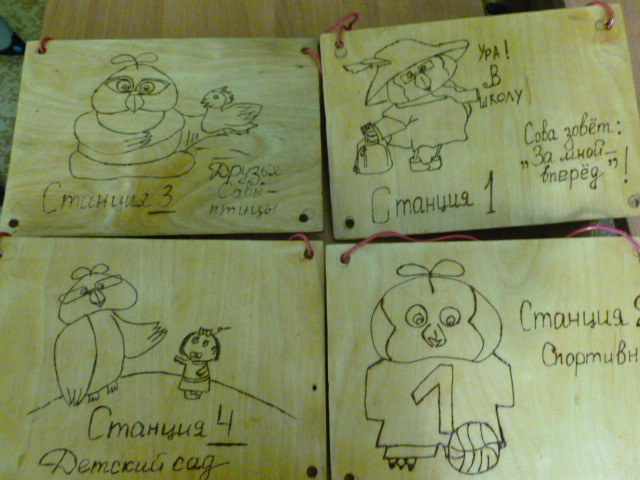 Станция 3
Друзья
Совы-
птицы
Ура!
В
школу
Сова зовёт:
„За мной—
вперёд"!
Станция 1
Станция 4
Детский сад
1
Станция 2